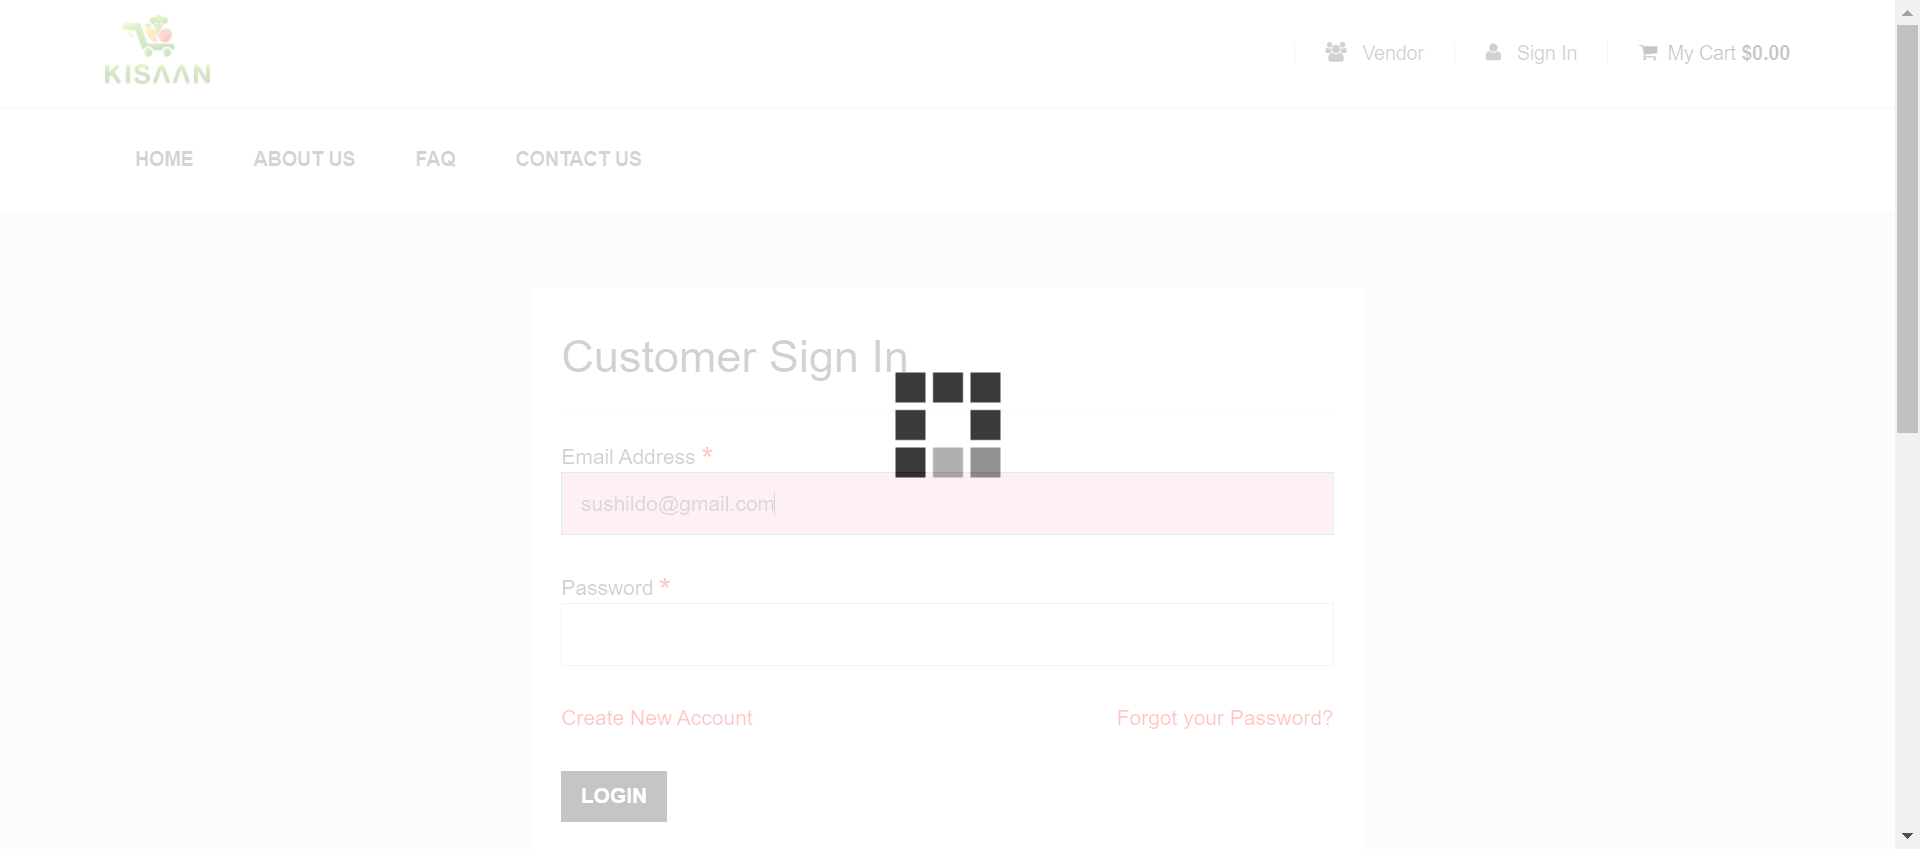 KISAAN
Vendor
Sign In
My Cart $0.00
HOME
ABOUT US
FAQ
CONTACT US
Customer Sign In
Email Address *
sushildo@gmail.com
Password *
Create New Account
Forgot your Password?
LOGIN